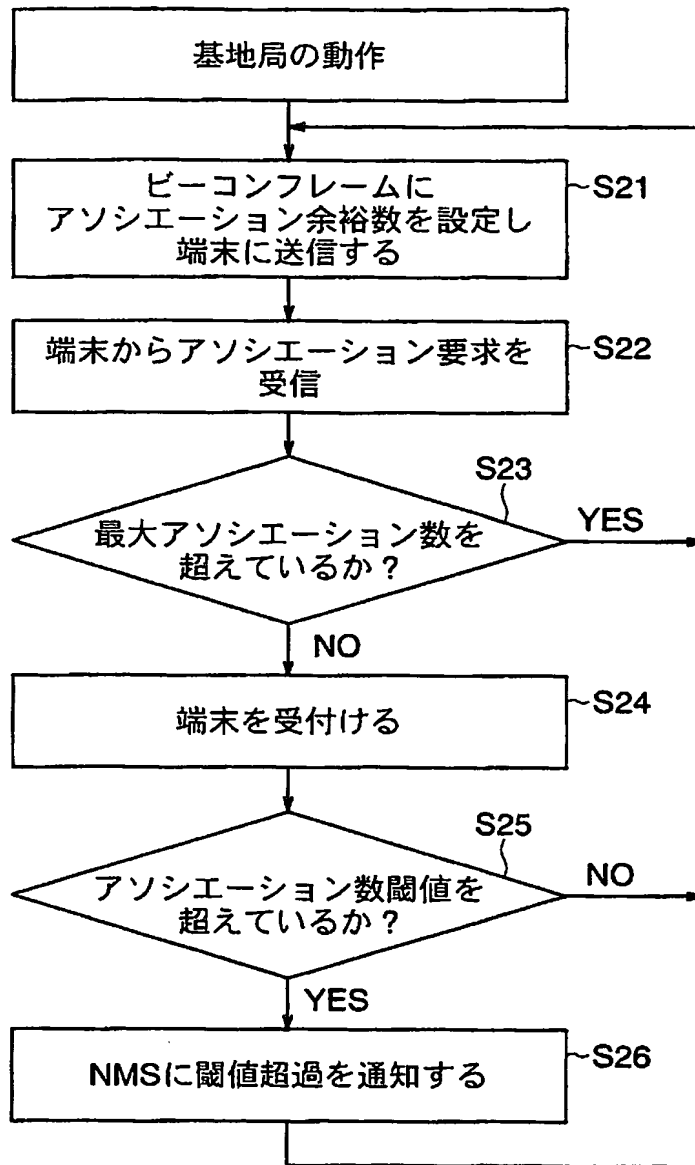 基地局の動作
ビーコンフレームに
アソシエーション余裕数を設定し
端末に送信する
S21
端末からアソシエーション要求を
受信
S22
S23
最大アソシエーション数を
超えているか？
YES
NO
端末を受付ける
S24
S25
アソシエーション数閾値を
超えているか？
NO
YES
NMSに閾値超過を通知する
S26